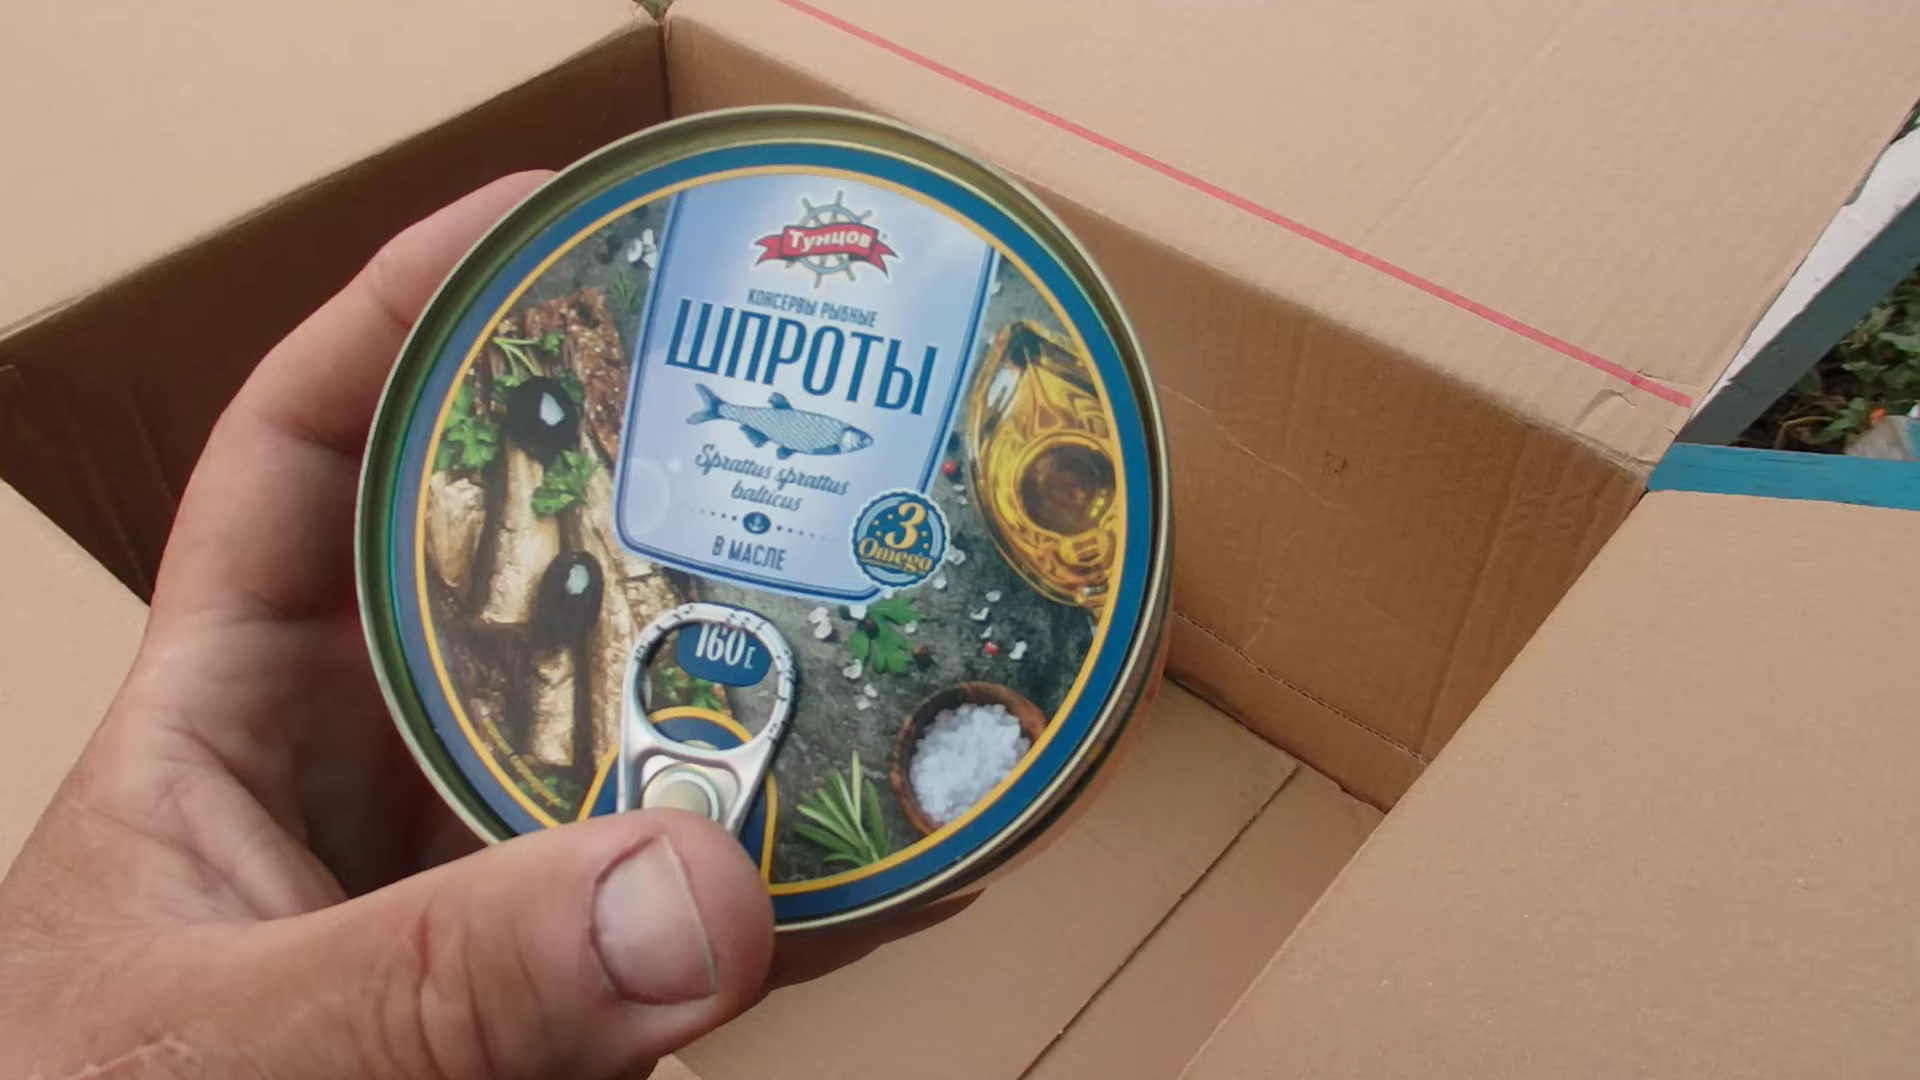 Тунцов
КОНСЕРВЫ РЫБНЫЕ
ШПРОТЫ
Sprattus sprattus
balticus
В МАСЛЕ
3
Omega
160г.